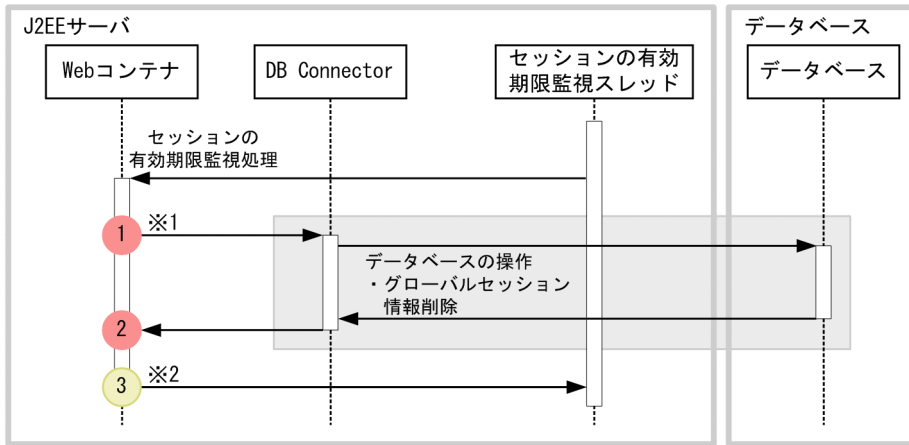 J2EEサーバ
データベース
Webコンテナ
DB Connector
セッションの有効
期限監視スレッド
データベース
セッションの
有効期限監視処理
1
※1
データベースの操作
・グローバルセッション
情報削除
2
3
※2